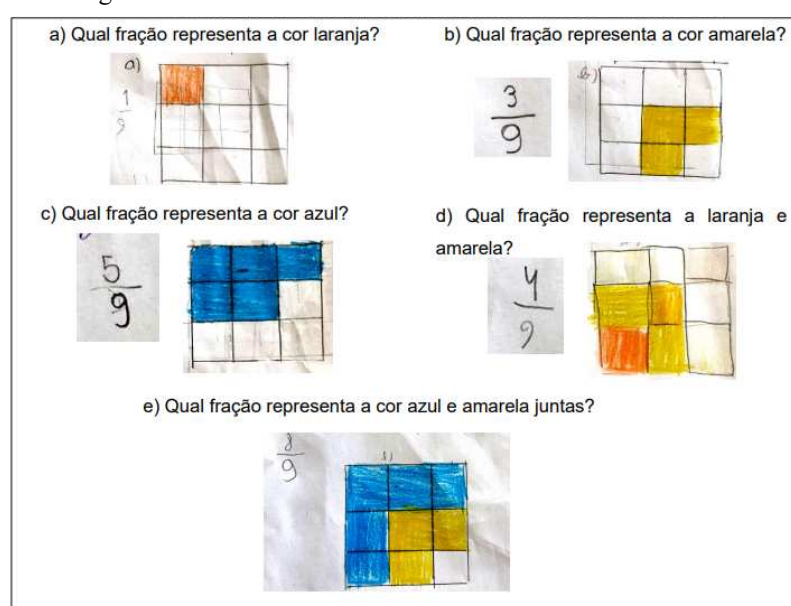 a) Qual fração representa a cor laranja?
a)
1
9
b) Qual fração representa a cor amarela?
b)
3
9
c) Qual fração representa a cor azul?
5
9
d) Qual fração representa a laranja e
amarela?
4
9
e) Qual fração representa a cor azul e amarela juntas?
8
9